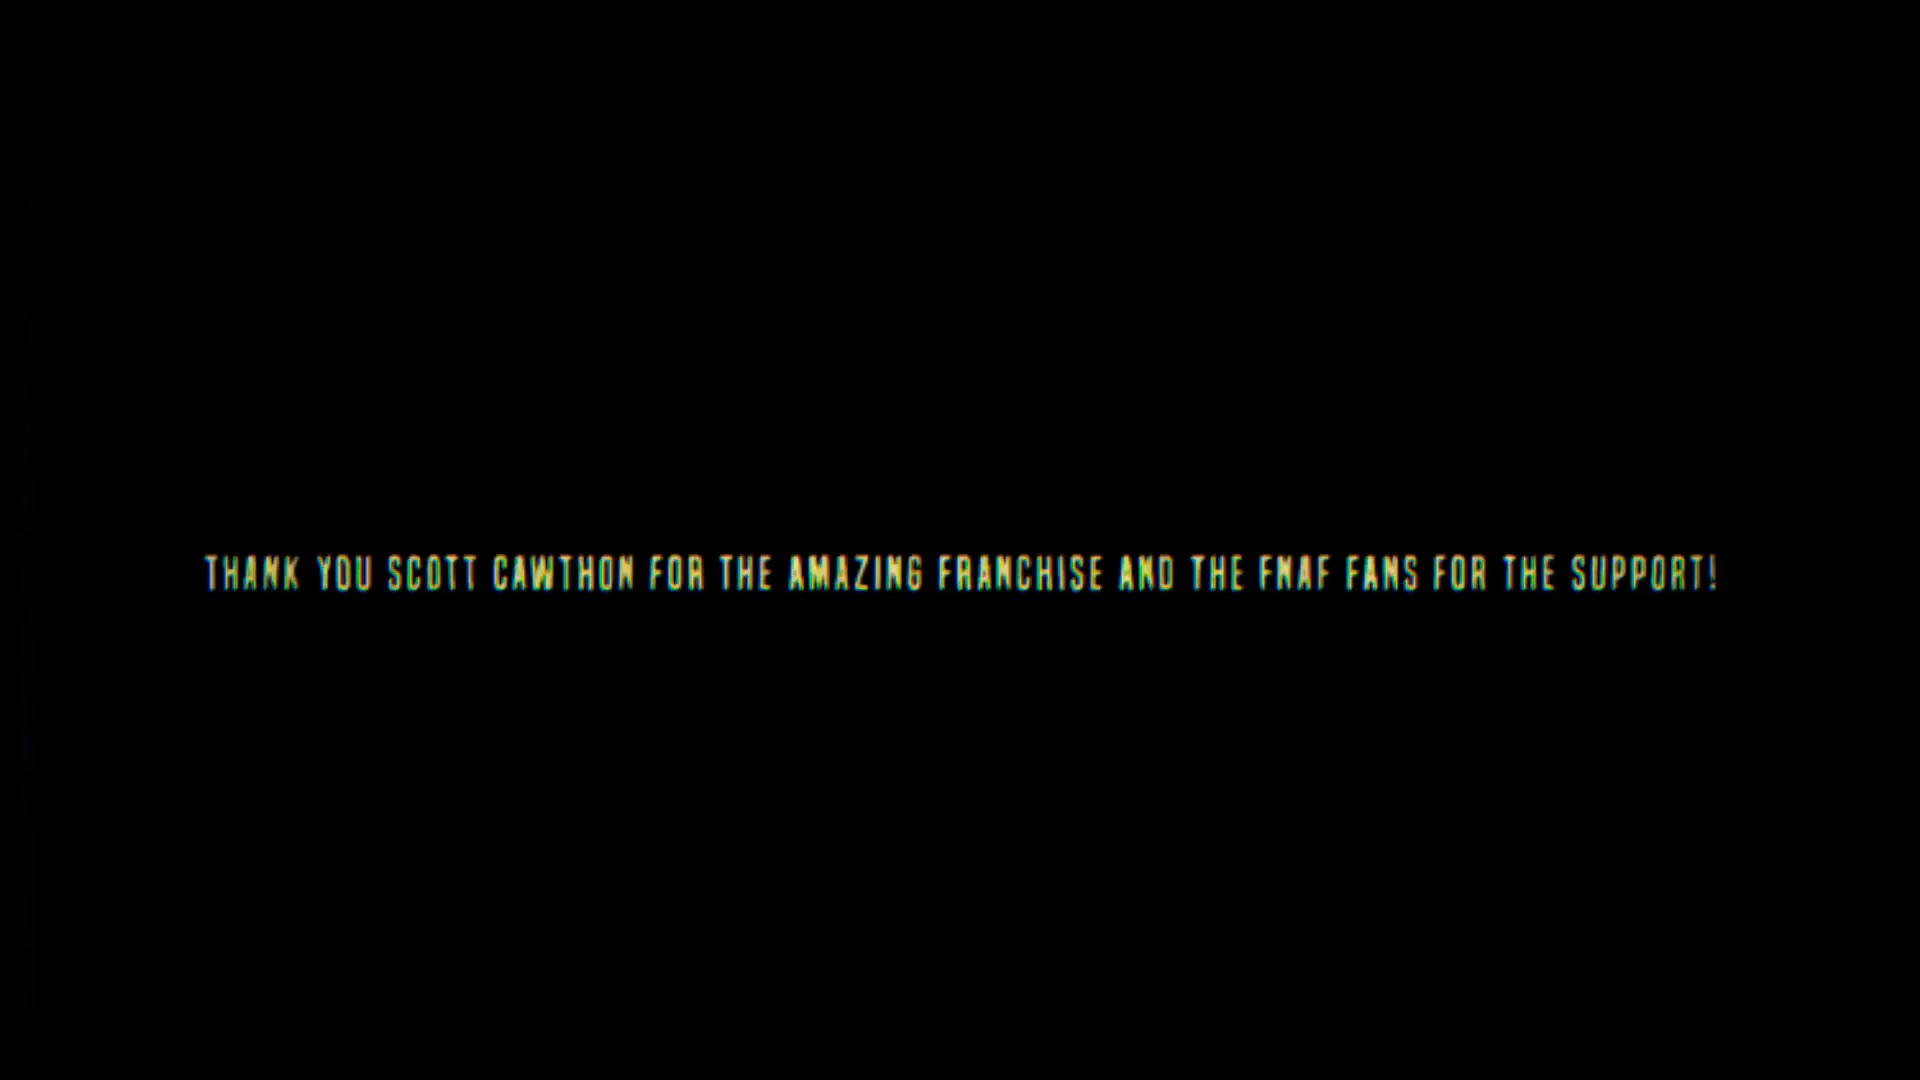 THANK YOU SCOTT CAWTHON FOR THE AMAZING FRANCHISE AND THE FNAF FANS FOR THE SUPPORT!